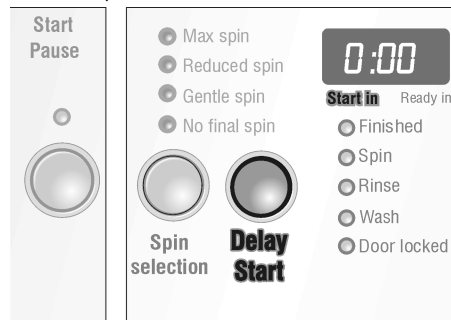 Start
Pause
Max spin
Reduced spin
Gentle spin
No final spin
Spin
selection
Delay
Start
0:00
Start in Ready in
Finished
Spin
Rinse
Wash
Door locked